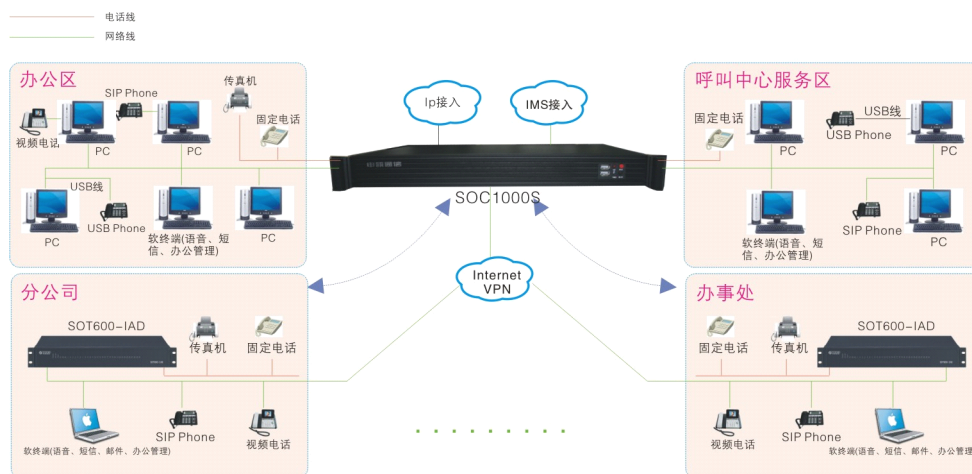 电话线
网络线
办公区
传真机
SIP Phone
固定电话
视频电话
PC
PC
USB线
USB Phone
PC
软终端(语音、短
信、办公管理)
PC
Ip接入
IMS接入
SOC1000S
Internet
VPN
呼叫中心服务区
固定电话
USB线
USB Phone
PC
PC
SIP Phone
软终端(语音、短
信、办公管理)
PC
分公司
SOT600-IAD
传真机
固定电话
SIP Phone
视频电话
软终端(语音、短信、邮件、办公管理)
办事处
SOT600-IAD
固定电话
传真机
视频电话
SIP Phone
软终端(语音、短信、邮件、办公管理